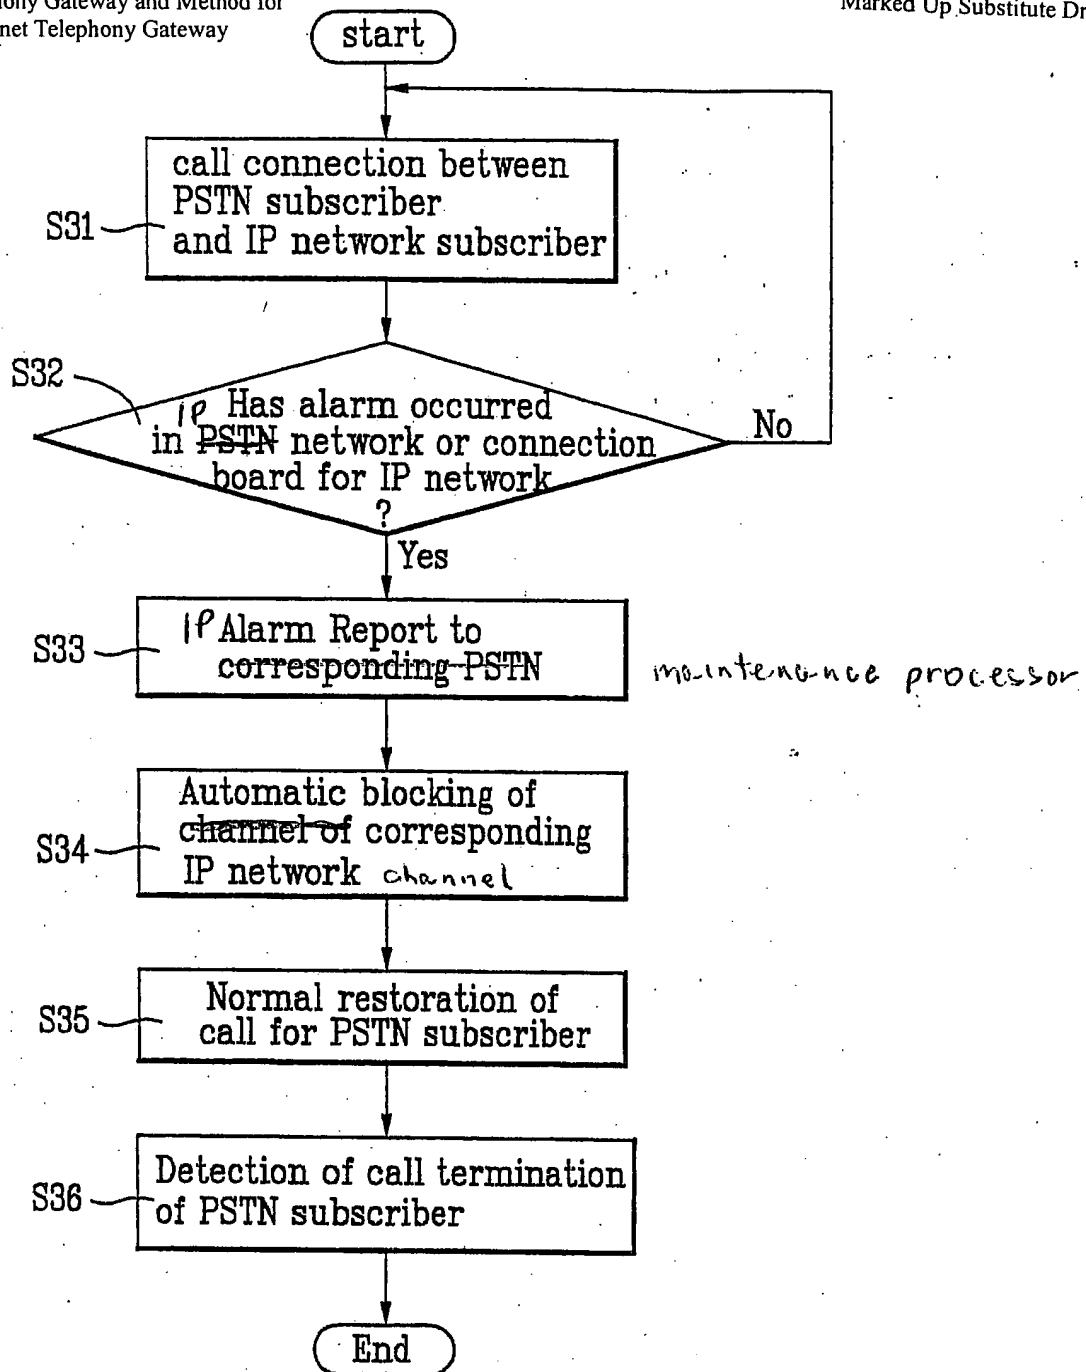 hony Gateway and Method for
net Telephony Gateway
Marked Up Substitute Dr
start
call connection between
PSTN subscriber
and IP network subscriber
S31
S32
IP Has alarm occurred
in PSTN network or connection
board for IP network
?
No
Yes
S33
IP Alarm Report to
corresponding PSTN
maintenance processor
Automatic blocking of
channel of corresponding
S34
IP network channel
Normal restoration of
S35
call for PSTN subscriber
Detection of call termination
S36
of PSTN subscriber
End